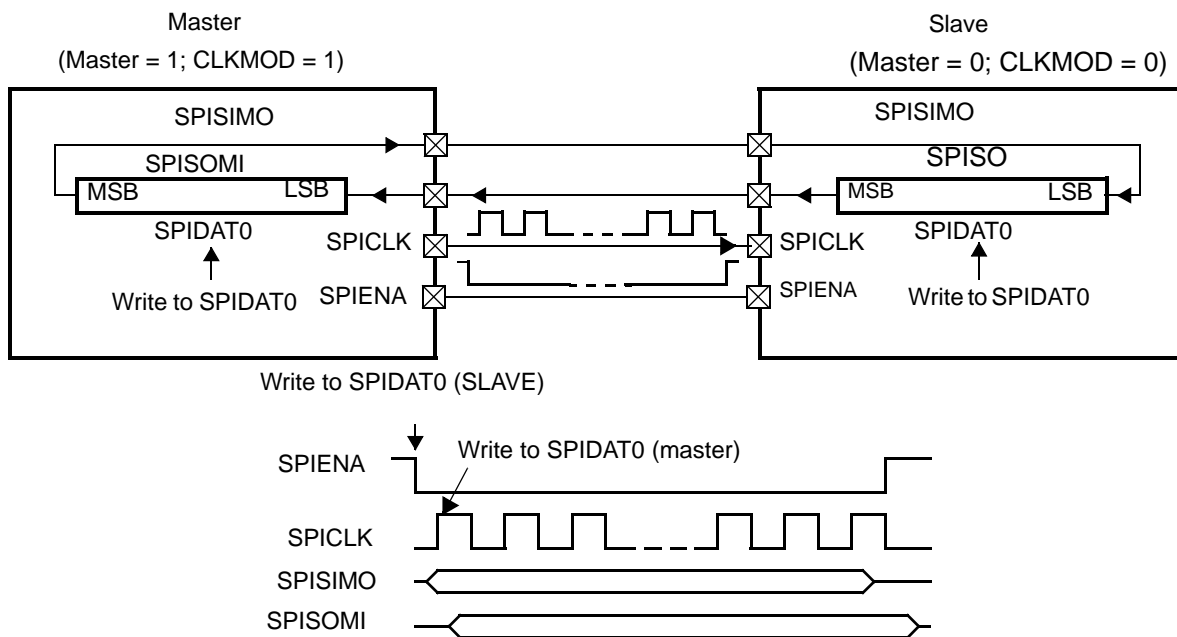 Master
(Master = 1; CLKMOD = 1)
Slave
(Master = 0; CLKMOD = 0)
SPISIMO
SPISIMO
SPISOMI
SPISO
MSB
LSB
MSB
LSB
SPIDAT0
SPICLK
SPICLK
SPIDAT0
Write to SPIDAT0
SPIENA
SPIENA
Write to SPIDAT0
Write to SPIDAT0 (SLAVE)
Write to SPIDAT0 (master)
SPIENA
SPICLK
SPISIMO
SPISOMI